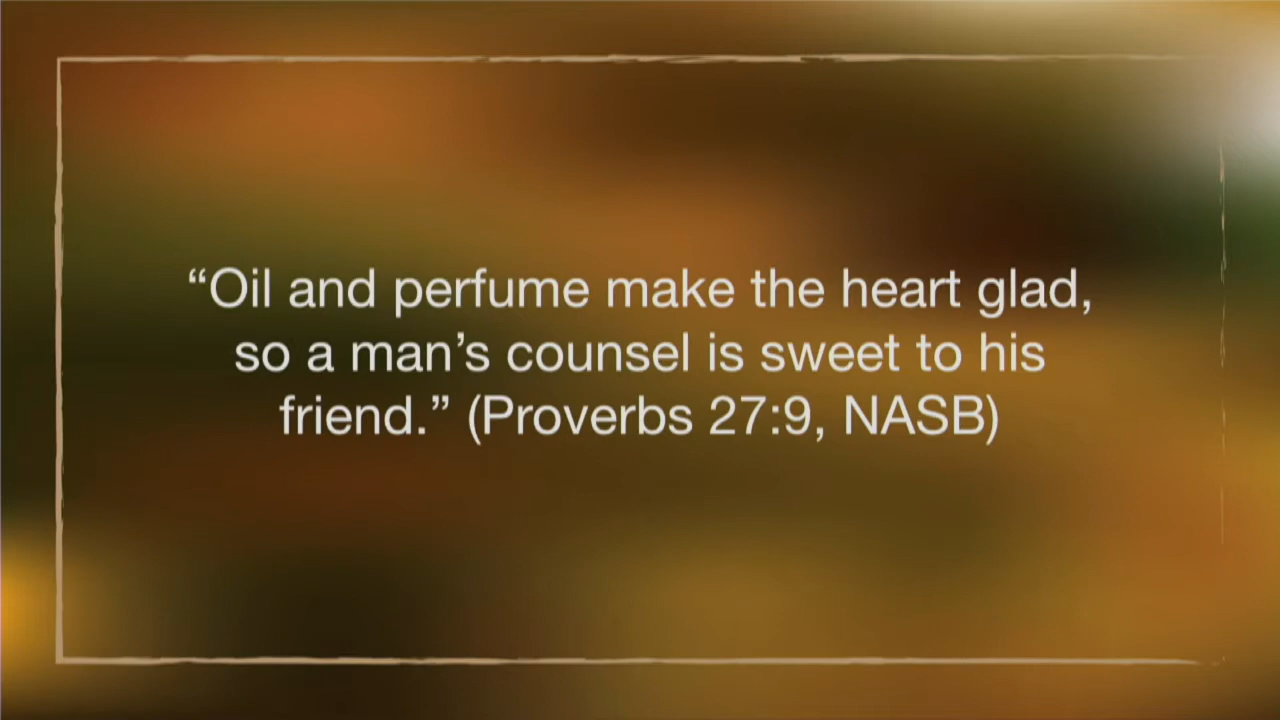 “Oil and perfume make the heart glad,
so a man’s counsel is sweet to his
friend.” (Proverbs 27:9, NASB)